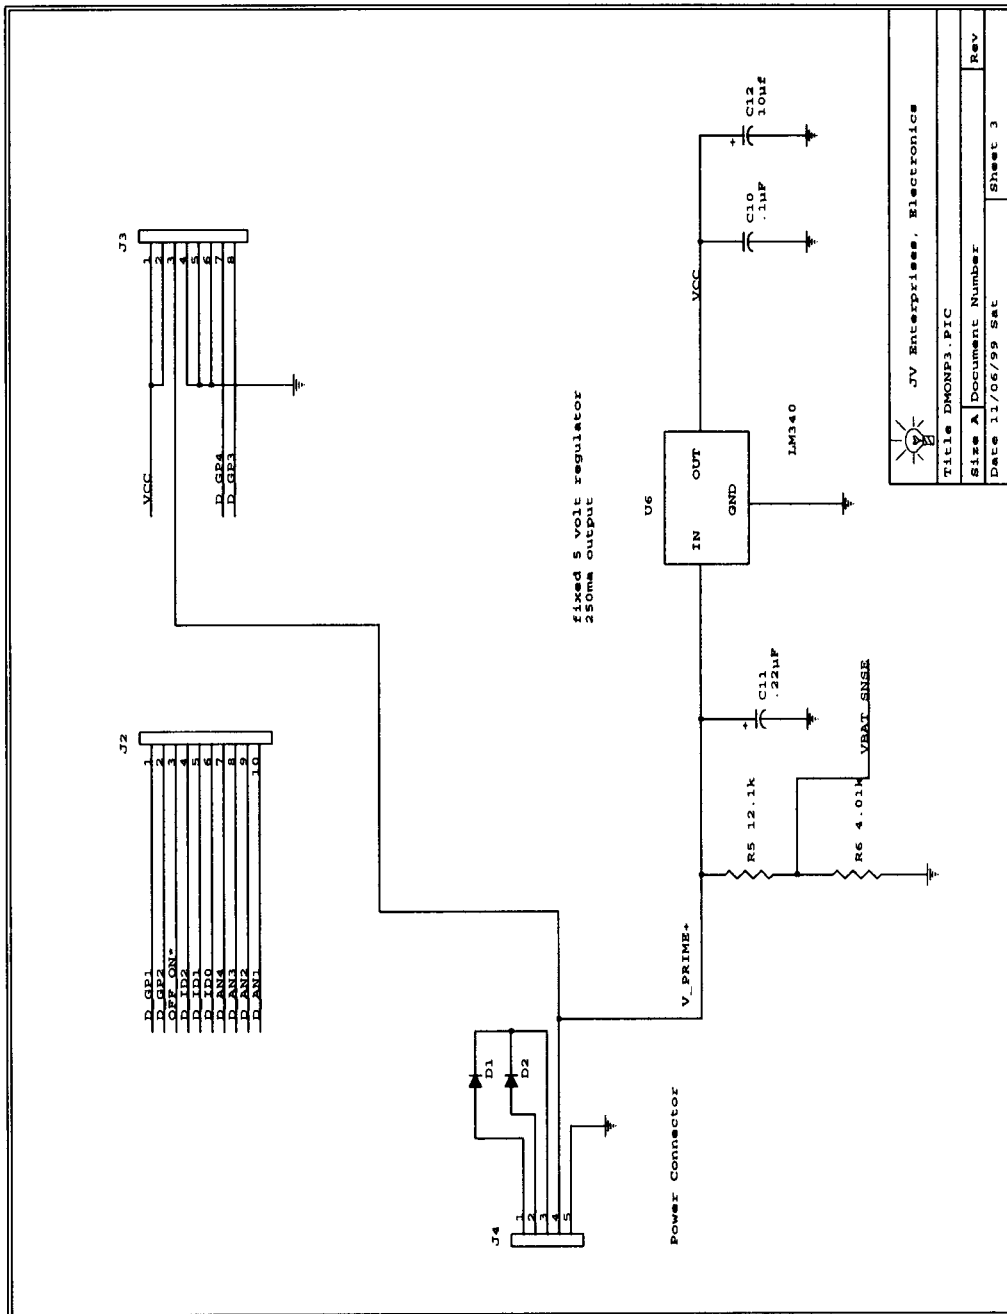 J2
D_GP1 1
D_GP2 2
OFF_ON* 3
D_ID2 4
D_ID1 5
D_ID0 6
D_AN4 7
D_AN3 8
D_AN2 9
D_AN1 10
J3
VCC
1
2
3
4
5
6
D_GP4 7
D_GP3 8
J4
1
2
3
4
5
D1
D2
Power Connector
V_PRIME+
R5 12.1k
R6 4.01k
VBAT_SNSE
C11
.22µF
fixed 5 volt regulator
250ma output
U6
IN
OUT
GND
LM340
VCC
C10
.1µF
C12
10uf
JV Enterprises, Electronics
Title DMONP3.PIC
Size A Document Number Rev
Date 11/06/99 Sat Sheet 3